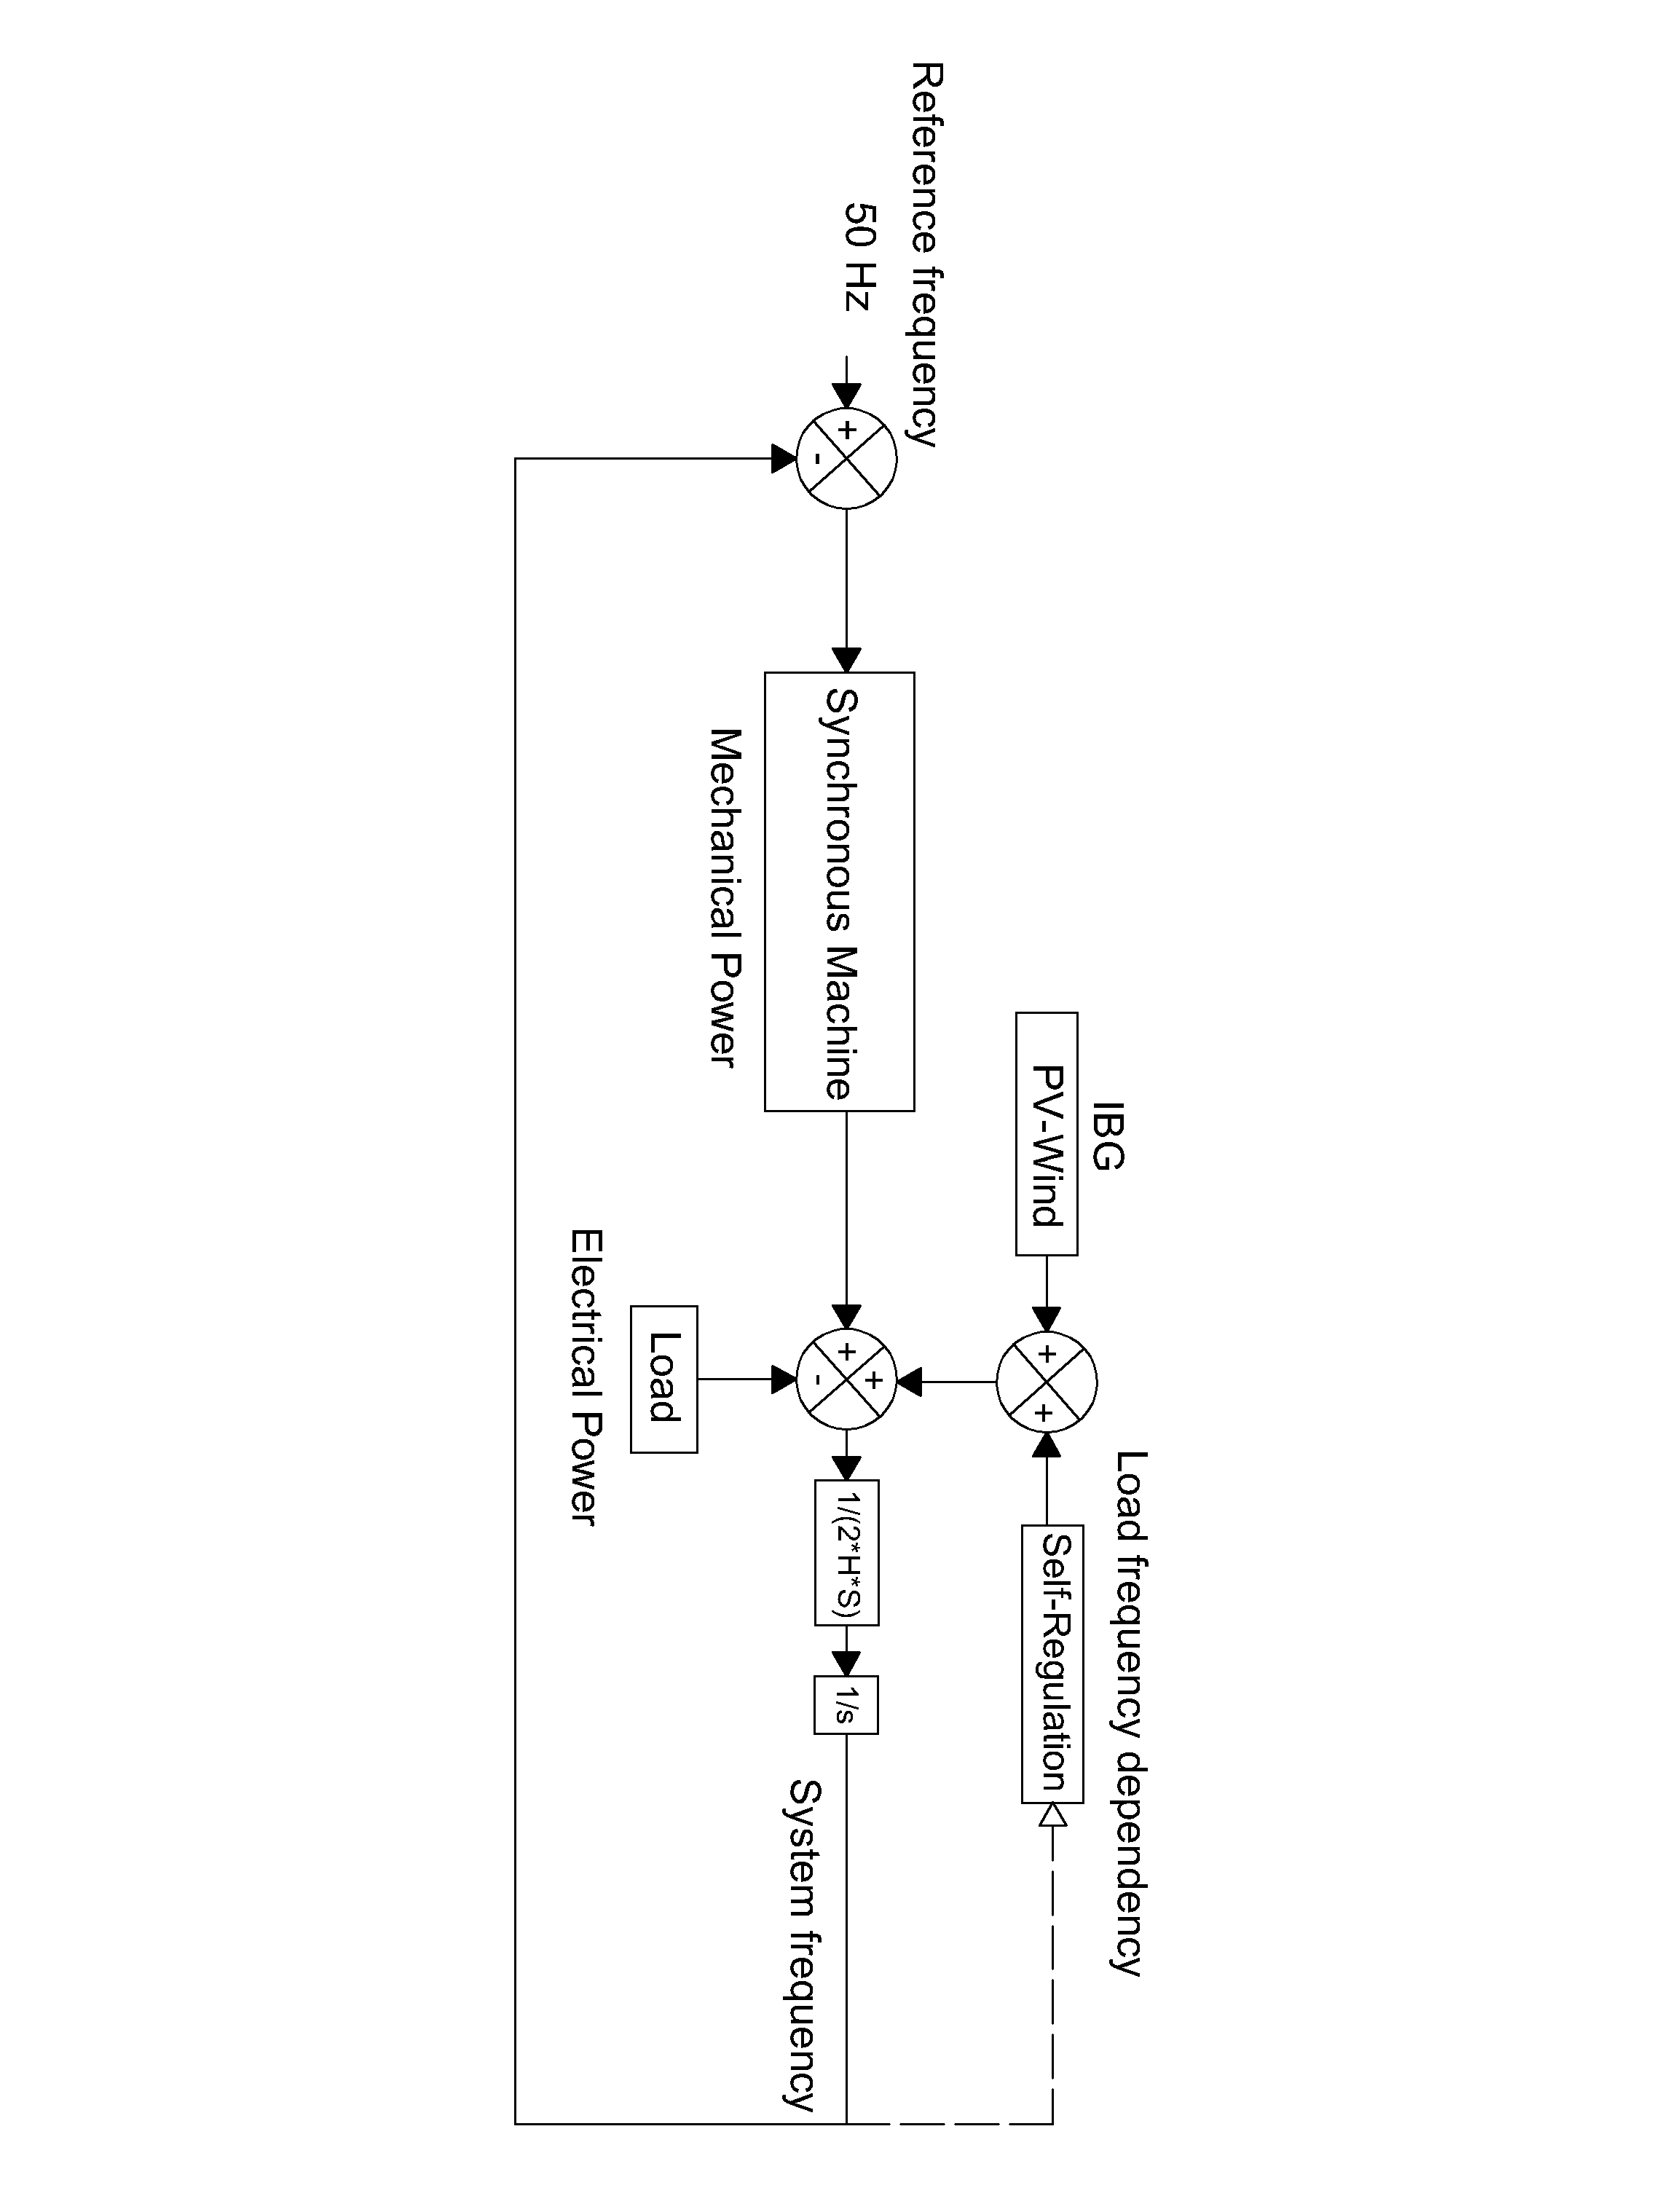 Reference frequency
50 Hz
+
-
Synchronous Machine
Mechanical Power
IBG
PV-Wind
+
+
Load frequency dependency
Self-Regulation
+
+
-
Load
Electrical Power
1/(2*H*S)
1/s
System frequency